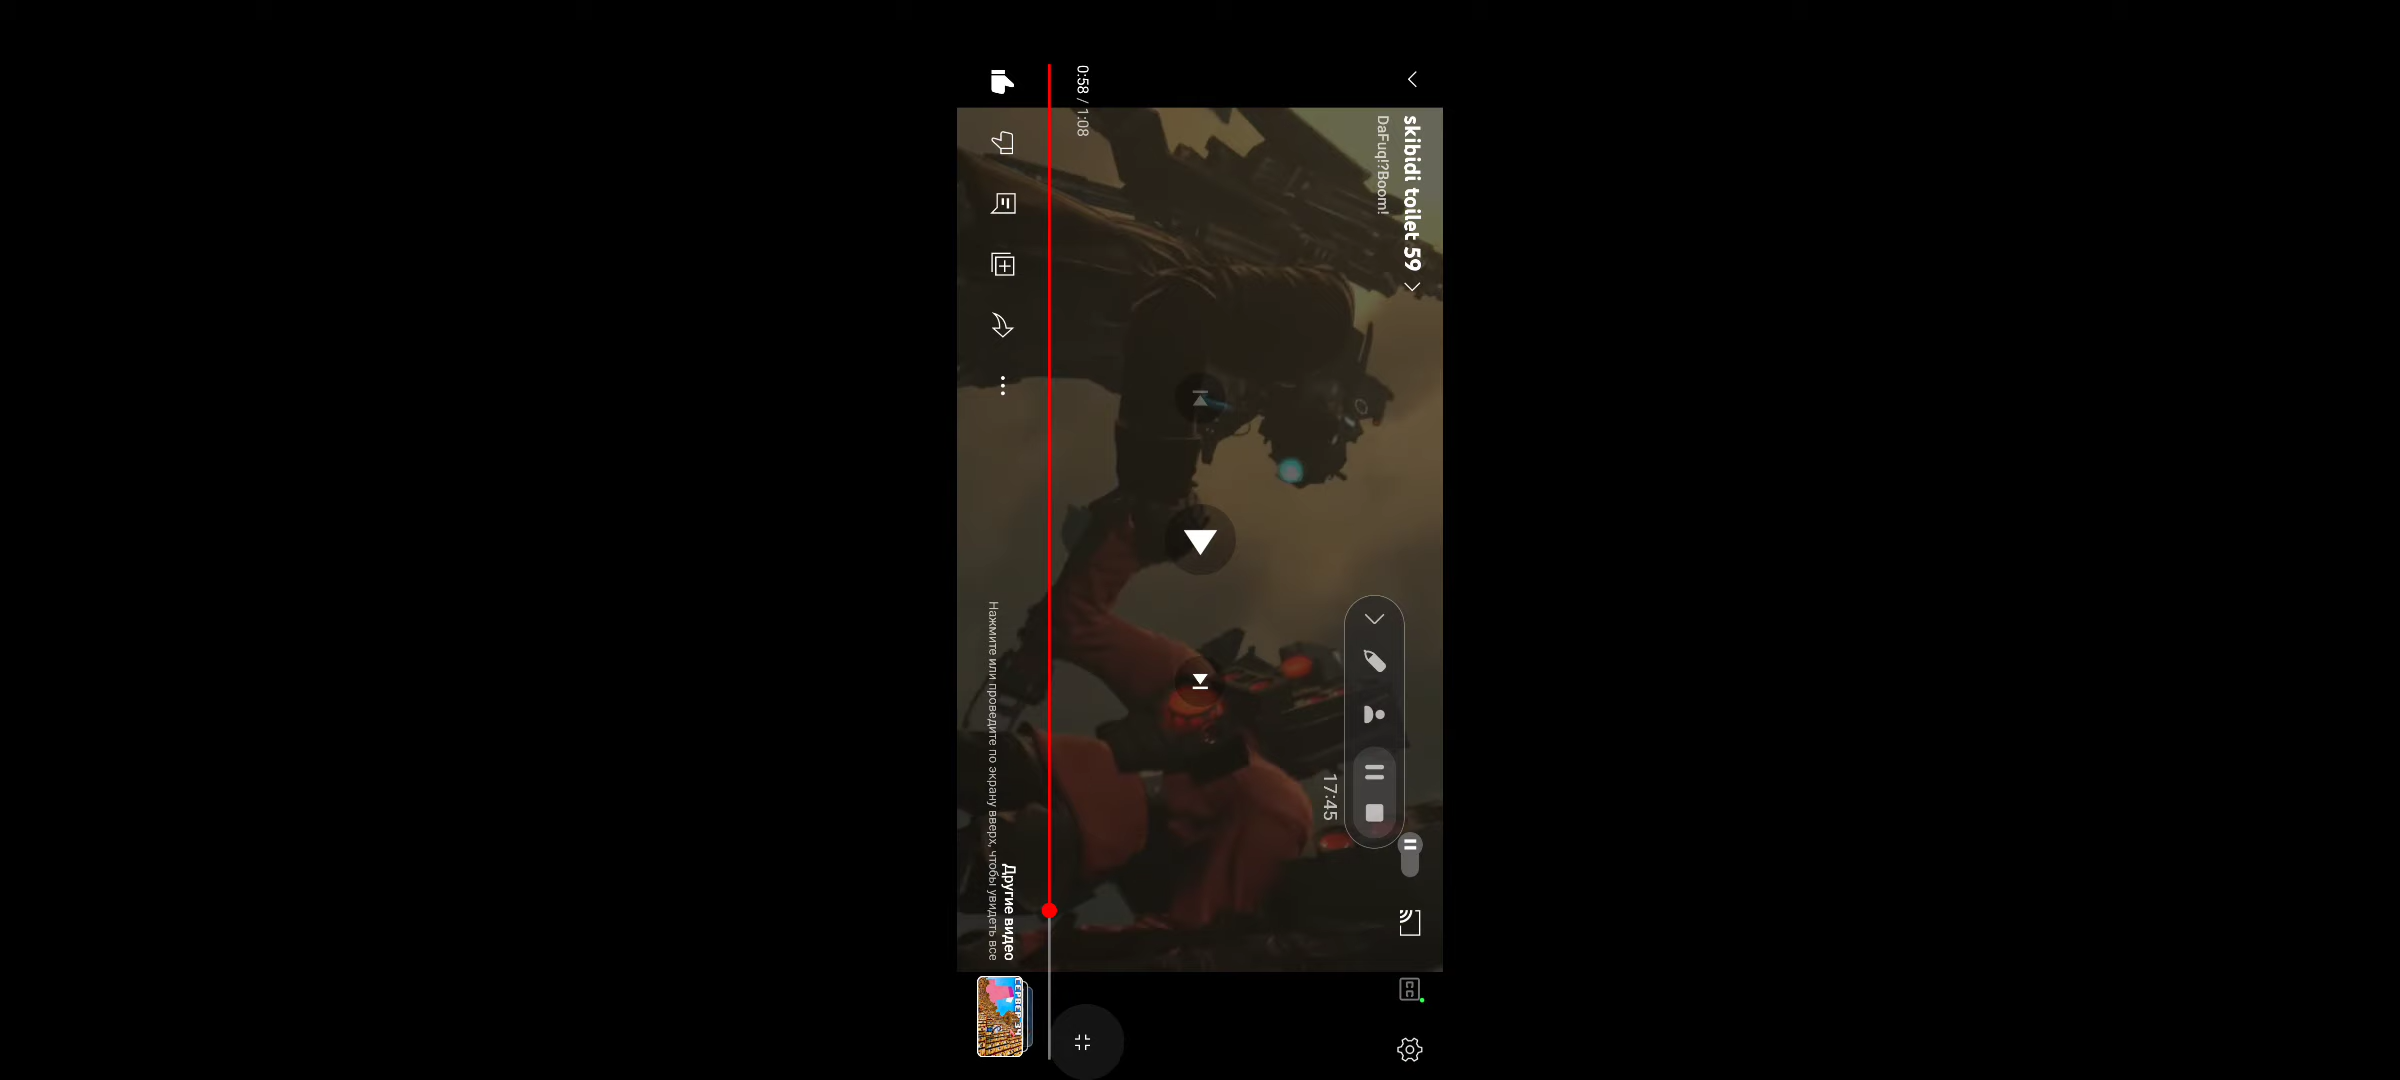 skibidi toilet 59
DaFuq!?Boom!
17:45
CC
0:58 / 1:08
Другие видео
Нажмите или проведите по экрану вверх, чтобы увидеть все